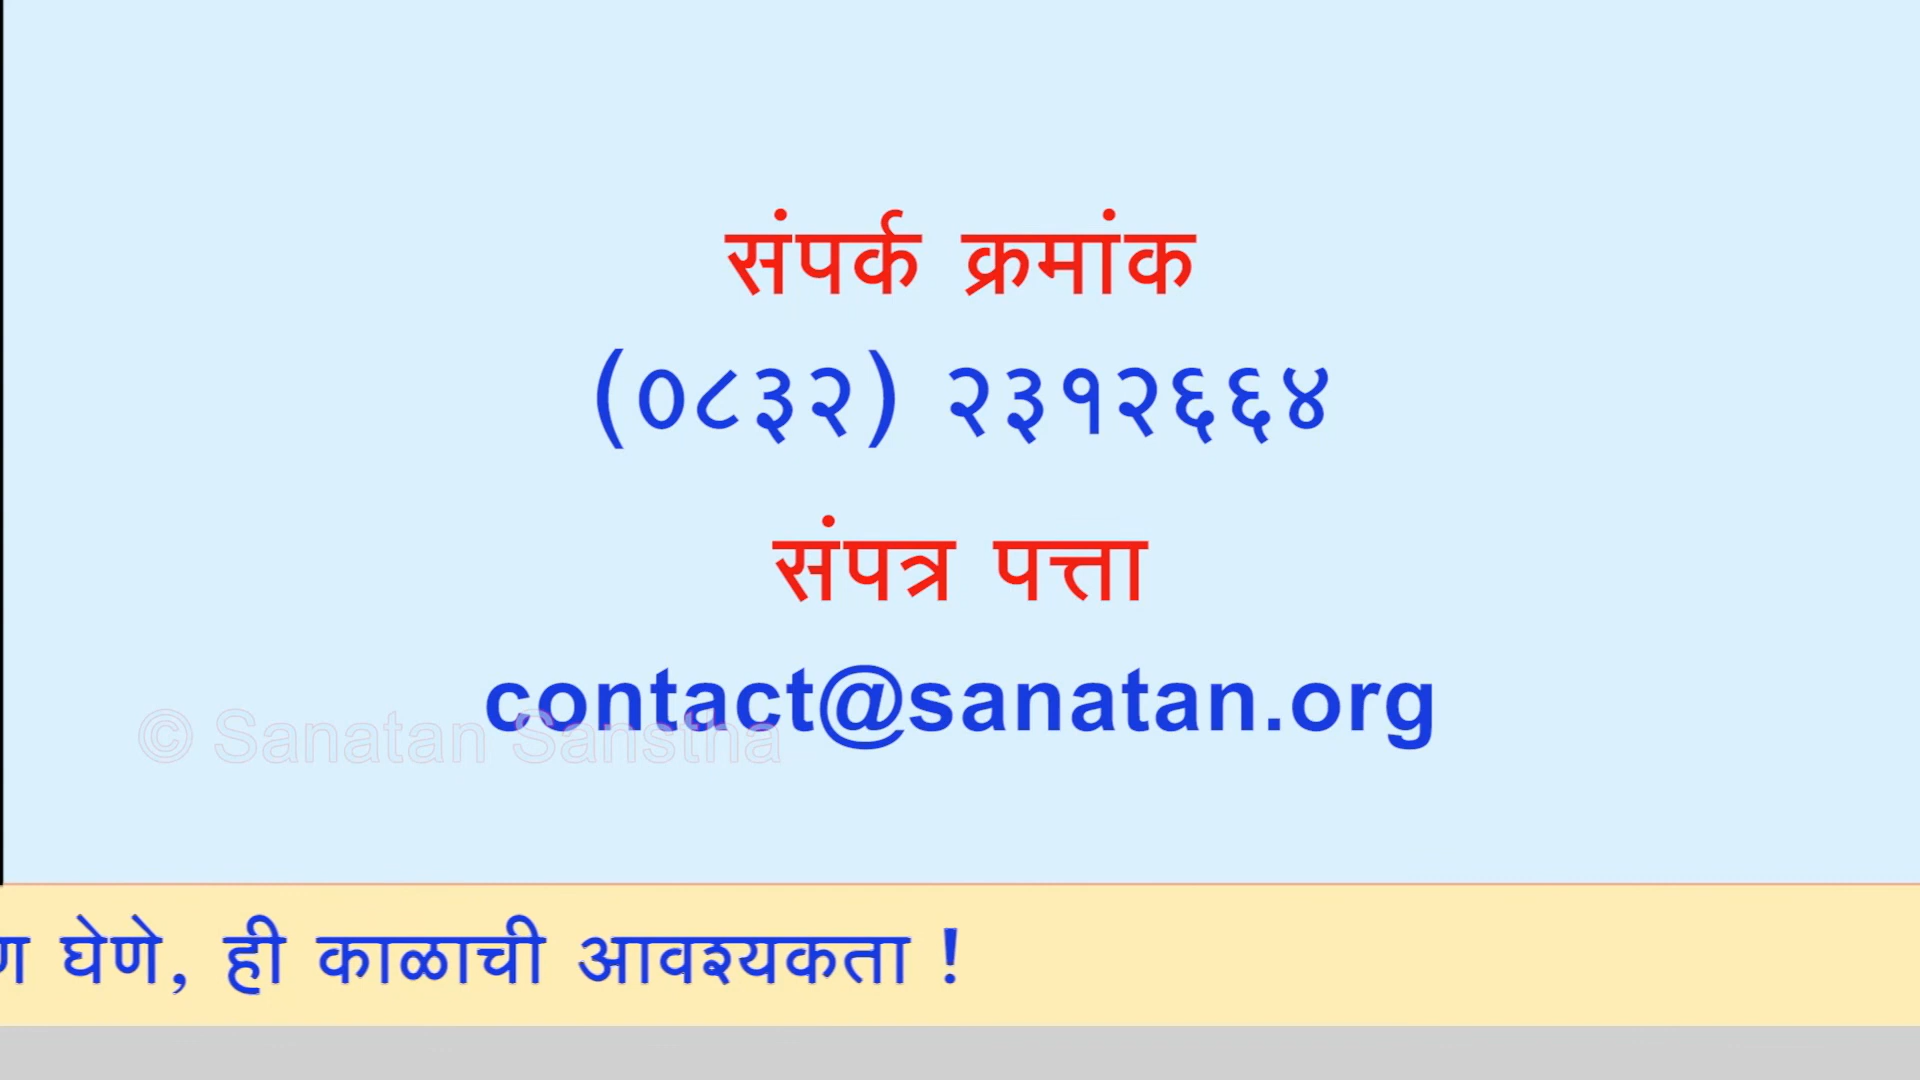 संपर्क क्रमांक
(०८३२) २३१२६६४
संपत्र पत्ता
contact@sanatan.org
© Sanatan Sanstha
घेणे, ही काळाची आवश्यकता !